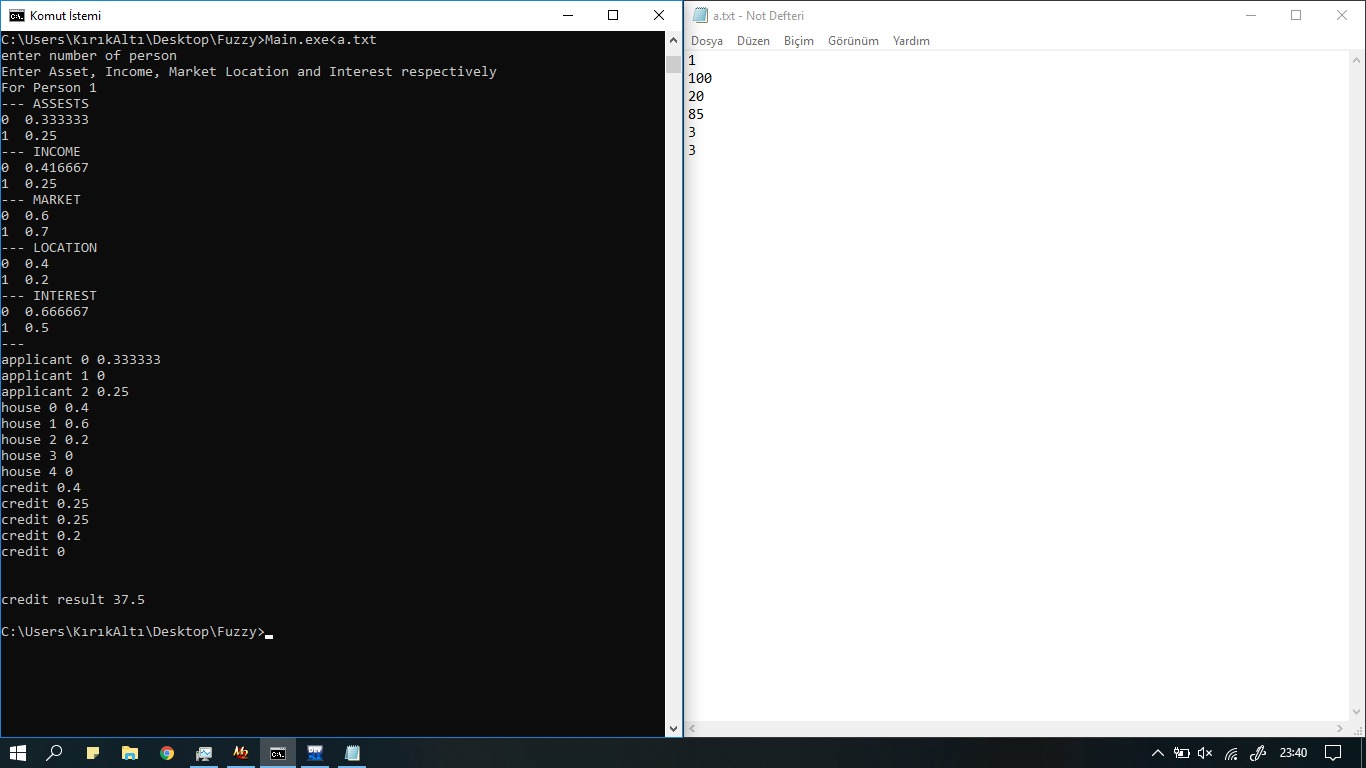 Komut İstemi
C:\Users\KırıkAltı\Desktop\Fuzzy>Main.exe<a.txt
enter number of person
Enter Asset, Income, Market Location and Interest respectively
For Person 1
--- ASSESTS
0  0.333333
1  0.25
--- INCOME
0  0.416667
1  0.25
--- MARKET
0  0.6
1  0.7
--- LOCATION
0  0.4
1  0.2
--- INTEREST
0  0.666667
1  0.5
---
applicant 0 0.333333
applicant 1 0
applicant 2 0.25
house 0 0.4
house 1 0.6
house 2 0.2
house 3 0
house 4 0
credit 0.4
credit 0.25
credit 0.25
credit 0.2
credit 0
credit result 37.5
C:\Users\KırıkAltı\Desktop\Fuzzy>
a.txt - Not Defteri
Dosya Düzen Biçim Görünüm Yardım
1
100
20
85
3
3
23:40